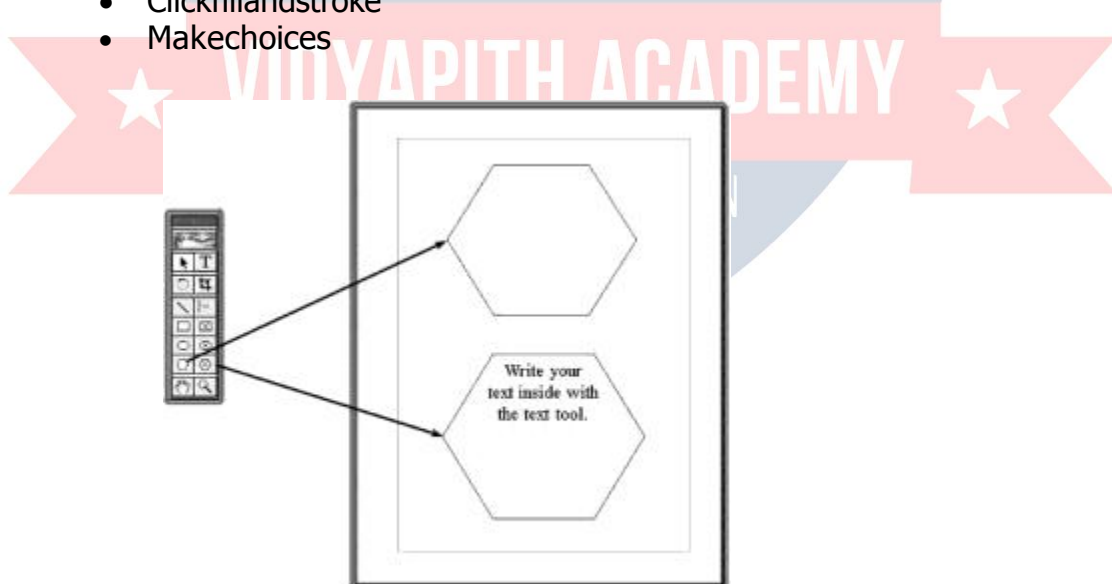 • Clickfillandstroke
• Makechoices
VIDYAPITH ACADEMY
N
T
Write your
text inside with
the text tool.